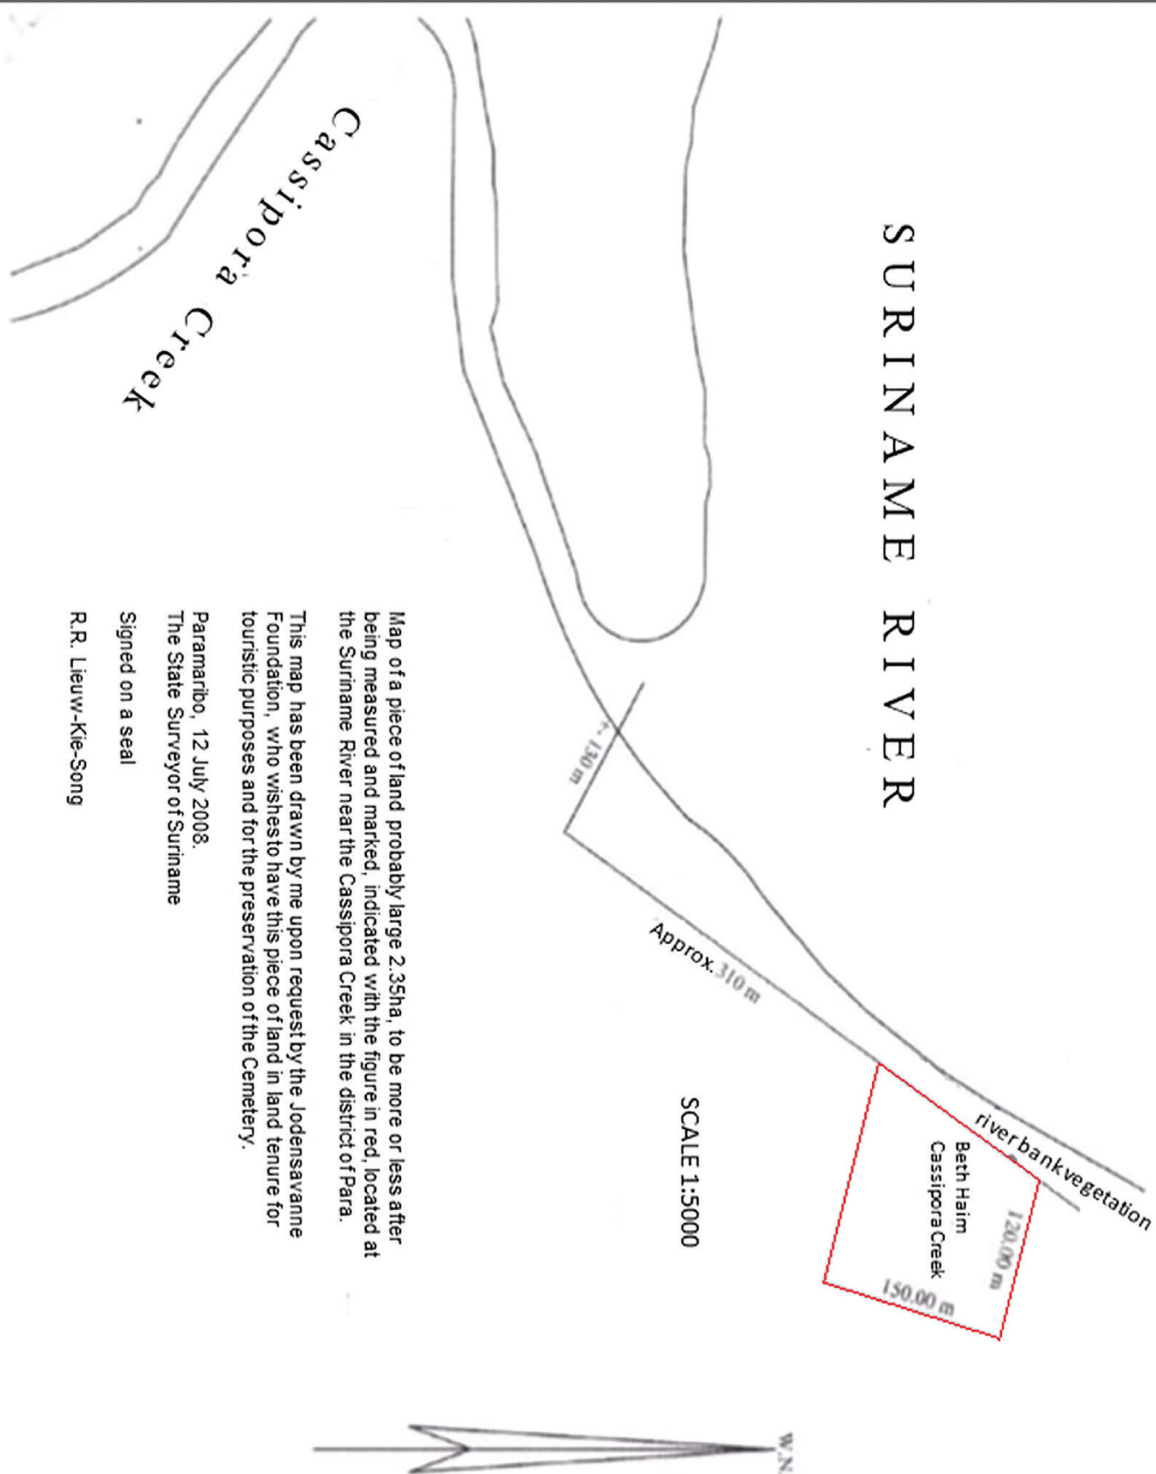 SURINAME RIVER
Cassipora Creek
+- 130 m
Approx. 310 m
river bank vegetation
Beth Haim
Cassipora Creek
120.00 m
150.00 m
SCALE 1:5000
Map of a piece of land probably large 2.35ha, to be more or less after
being measured and marked, indicated with the figure in red, located at
the Suriname River near the Cassipora Creek in the district of Para.
This map has been drawn by me upon request by the Jodensavanne
Foundation, who wishes to have this piece of land in land tenure for
touristic purposes and for the preservation of the Cemetery.
Paramaribo, 12 July 2008.
The State Surveyor of Suriname
Signed on a seal
R.R. Lieuw-Kie-Song
W.N.